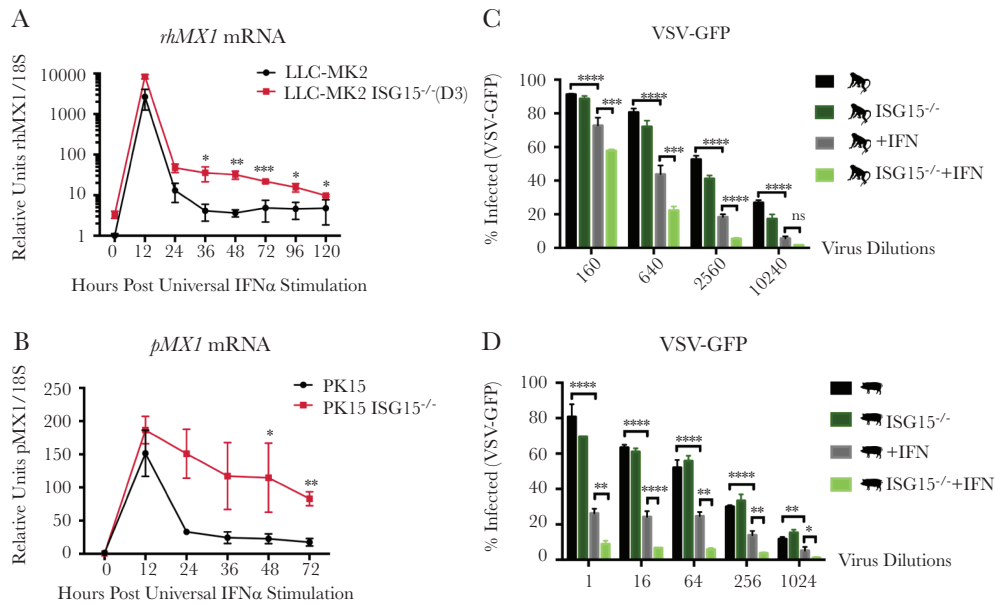 A
rhMX1 mRNA
Relative Units rhMX1/18S
10000
1000
100
10
1
LLC-MK2
LLC-MK2 ISG15-/-(D3)
* ** *** * *
0 12 24 36 48 72 96 120
Hours Post Universal IFNα Stimulation
B
pMX1 mRNA
Relative Units pMX1/18S
250
200
150
100
50
0
PK15
PK15 ISG15-/-
* **
0 12 24 36 48 72
Hours Post Universal IFNα Stimulation
C
VSV-GFP
% Infected (VSV-GFP)
100
80
60
40
20
0
**** *** **** *** **** **** **** ns
160 640 2560 10240
Virus Dilutions
ISG15-/-
+IFN
ISG15-/-+IFN
D
VSV-GFP
% Infected (VSV-GFP)
100
80
60
40
20
0
**** ** **** **** **** ** **** ** ** *
1 16 64 256 1024
Virus Dilutions
ISG15-/-
+IFN
ISG15-/-+IFN